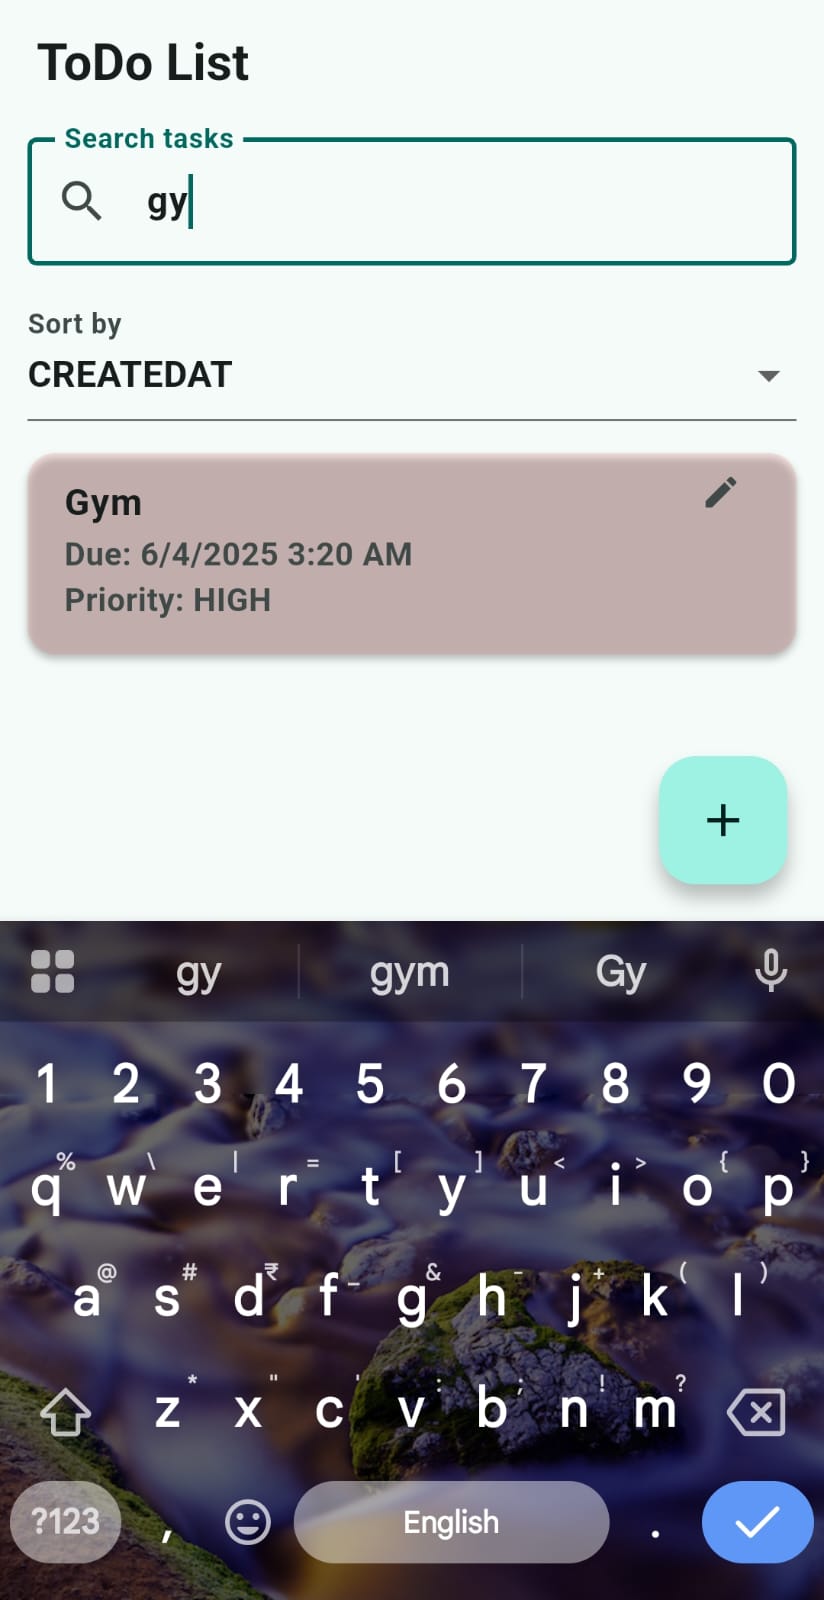 ToDo List
Search tasks
gy
Sort by
CREATEDAT
Gym
Due: 6/4/2025 3:20 AM
Priority: HIGH
+
gy gym Gy
1 2 3 4 5 6 7 8 9 0
% \ | = [ ] < > { }
q w e r t y u i o p
@ # ₹ _ & - + ( )
a s d f g h j k l
* " ' : ; ! ?
z x c v b n m
?123 , English .